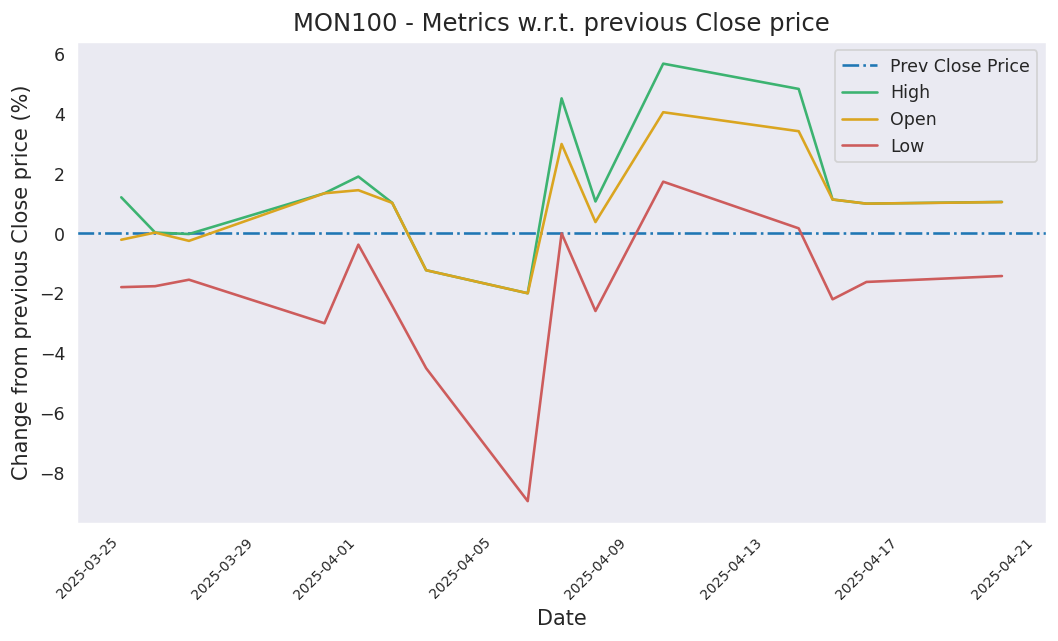 MON100 - Metrics w.r.t. previous Close price
Change from previous Close price (%)
6
4
2
0
−2
−4
−6
−8
Prev Close Price
High
Open
Low
2025-03-25
2025-03-29
2025-04-01
2025-04-05
2025-04-09
2025-04-13
2025-04-17
2025-04-21
Date